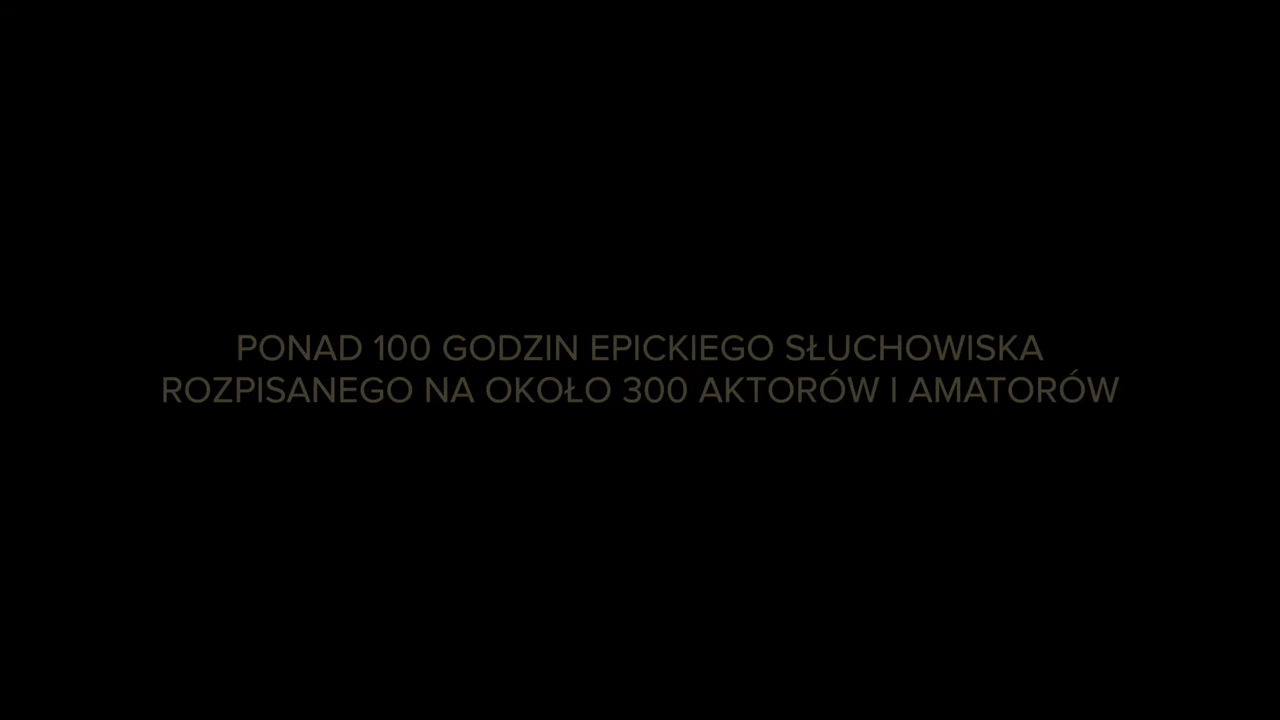 PONAD 100 GODZIN EPICKIEGO SŁUCHOWISKA
ROZPISANEGO NA OKOŁO 300 AKTORÓW I AMATORÓW